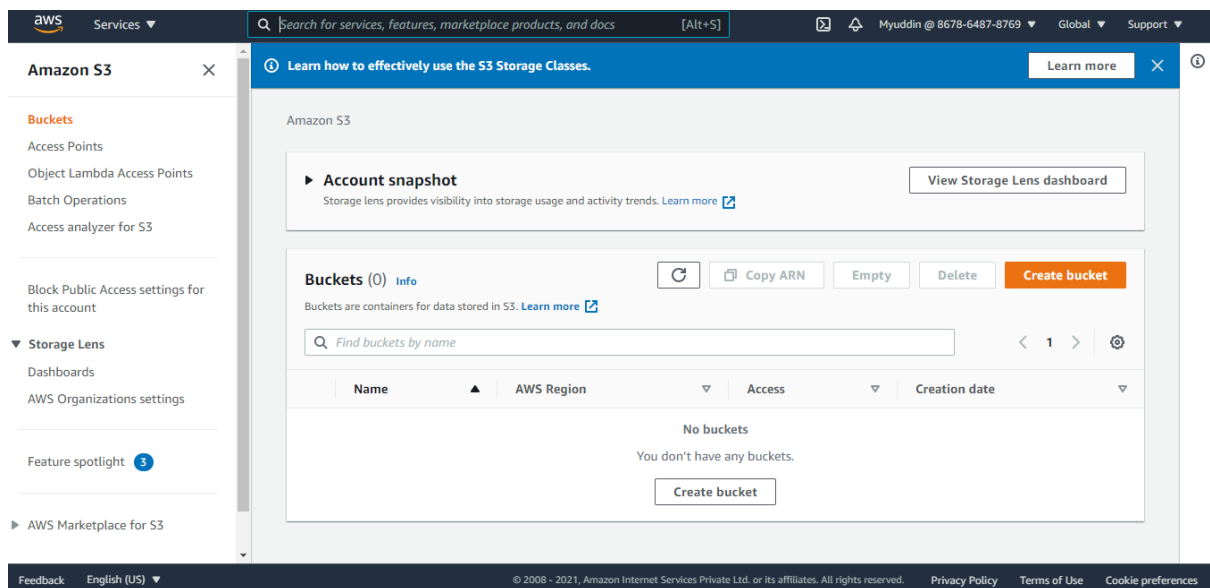 aws Services ▼ Search for services, features, marketplace products, and docs [Alt+S] Myuddin @ 8678-6487-8769 ▼ Global ▼ Support ▼
Amazon S3
Buckets
Access Points
Object Lambda Access Points
Batch Operations
Access analyzer for S3
Block Public Access settings for
this account
Storage Lens
Dashboards
AWS Organizations settings
Feature spotlight 3
AWS Marketplace for S3
Learn how to effectively use the S3 Storage Classes. Learn more
Amazon S3
Account snapshot View Storage Lens dashboard
Storage lens provides visibility into storage usage and activity trends. Learn more
Buckets (0) Info Copy ARN Empty Delete Create bucket
Buckets are containers for data stored in S3. Learn more
Find buckets by name 1
Name AWS Region Access Creation date
No buckets
You don't have any buckets.
Create bucket
Feedback English (US) ▼ © 2008 - 2021, Amazon Internet Services Private Ltd. or its affiliates. All rights reserved. Privacy Policy Terms of Use Cookie preferences